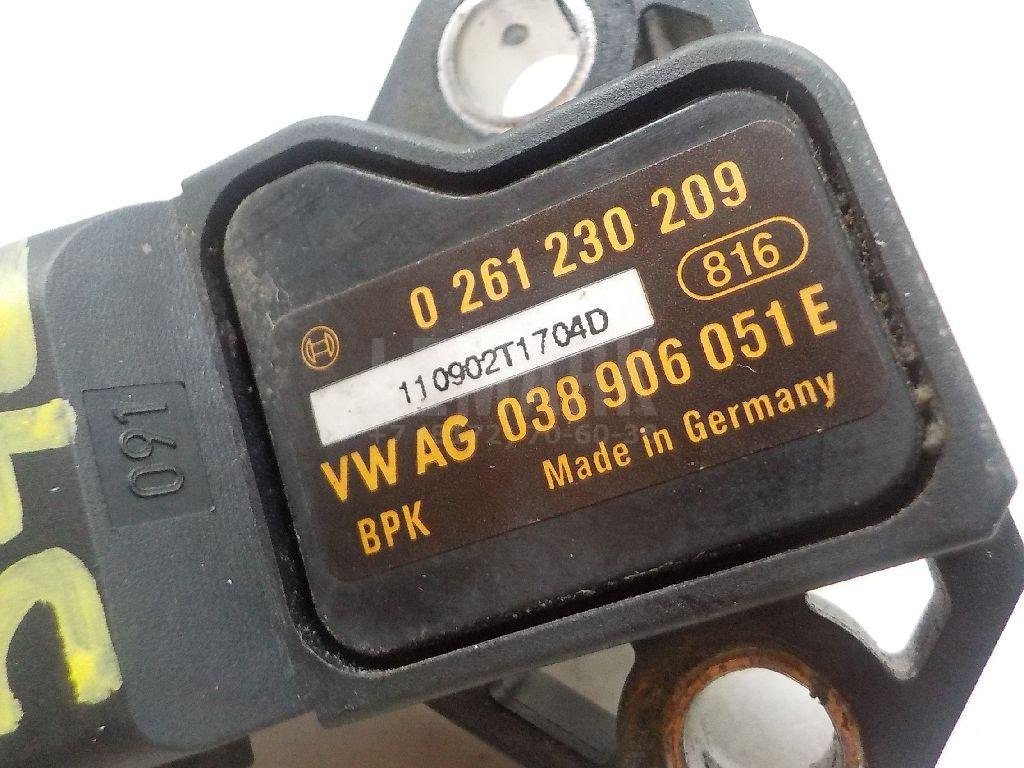 0 261 230 209
816
110902T1704D
VW AG 038 906 051 E
BPK
Made in Germany
091